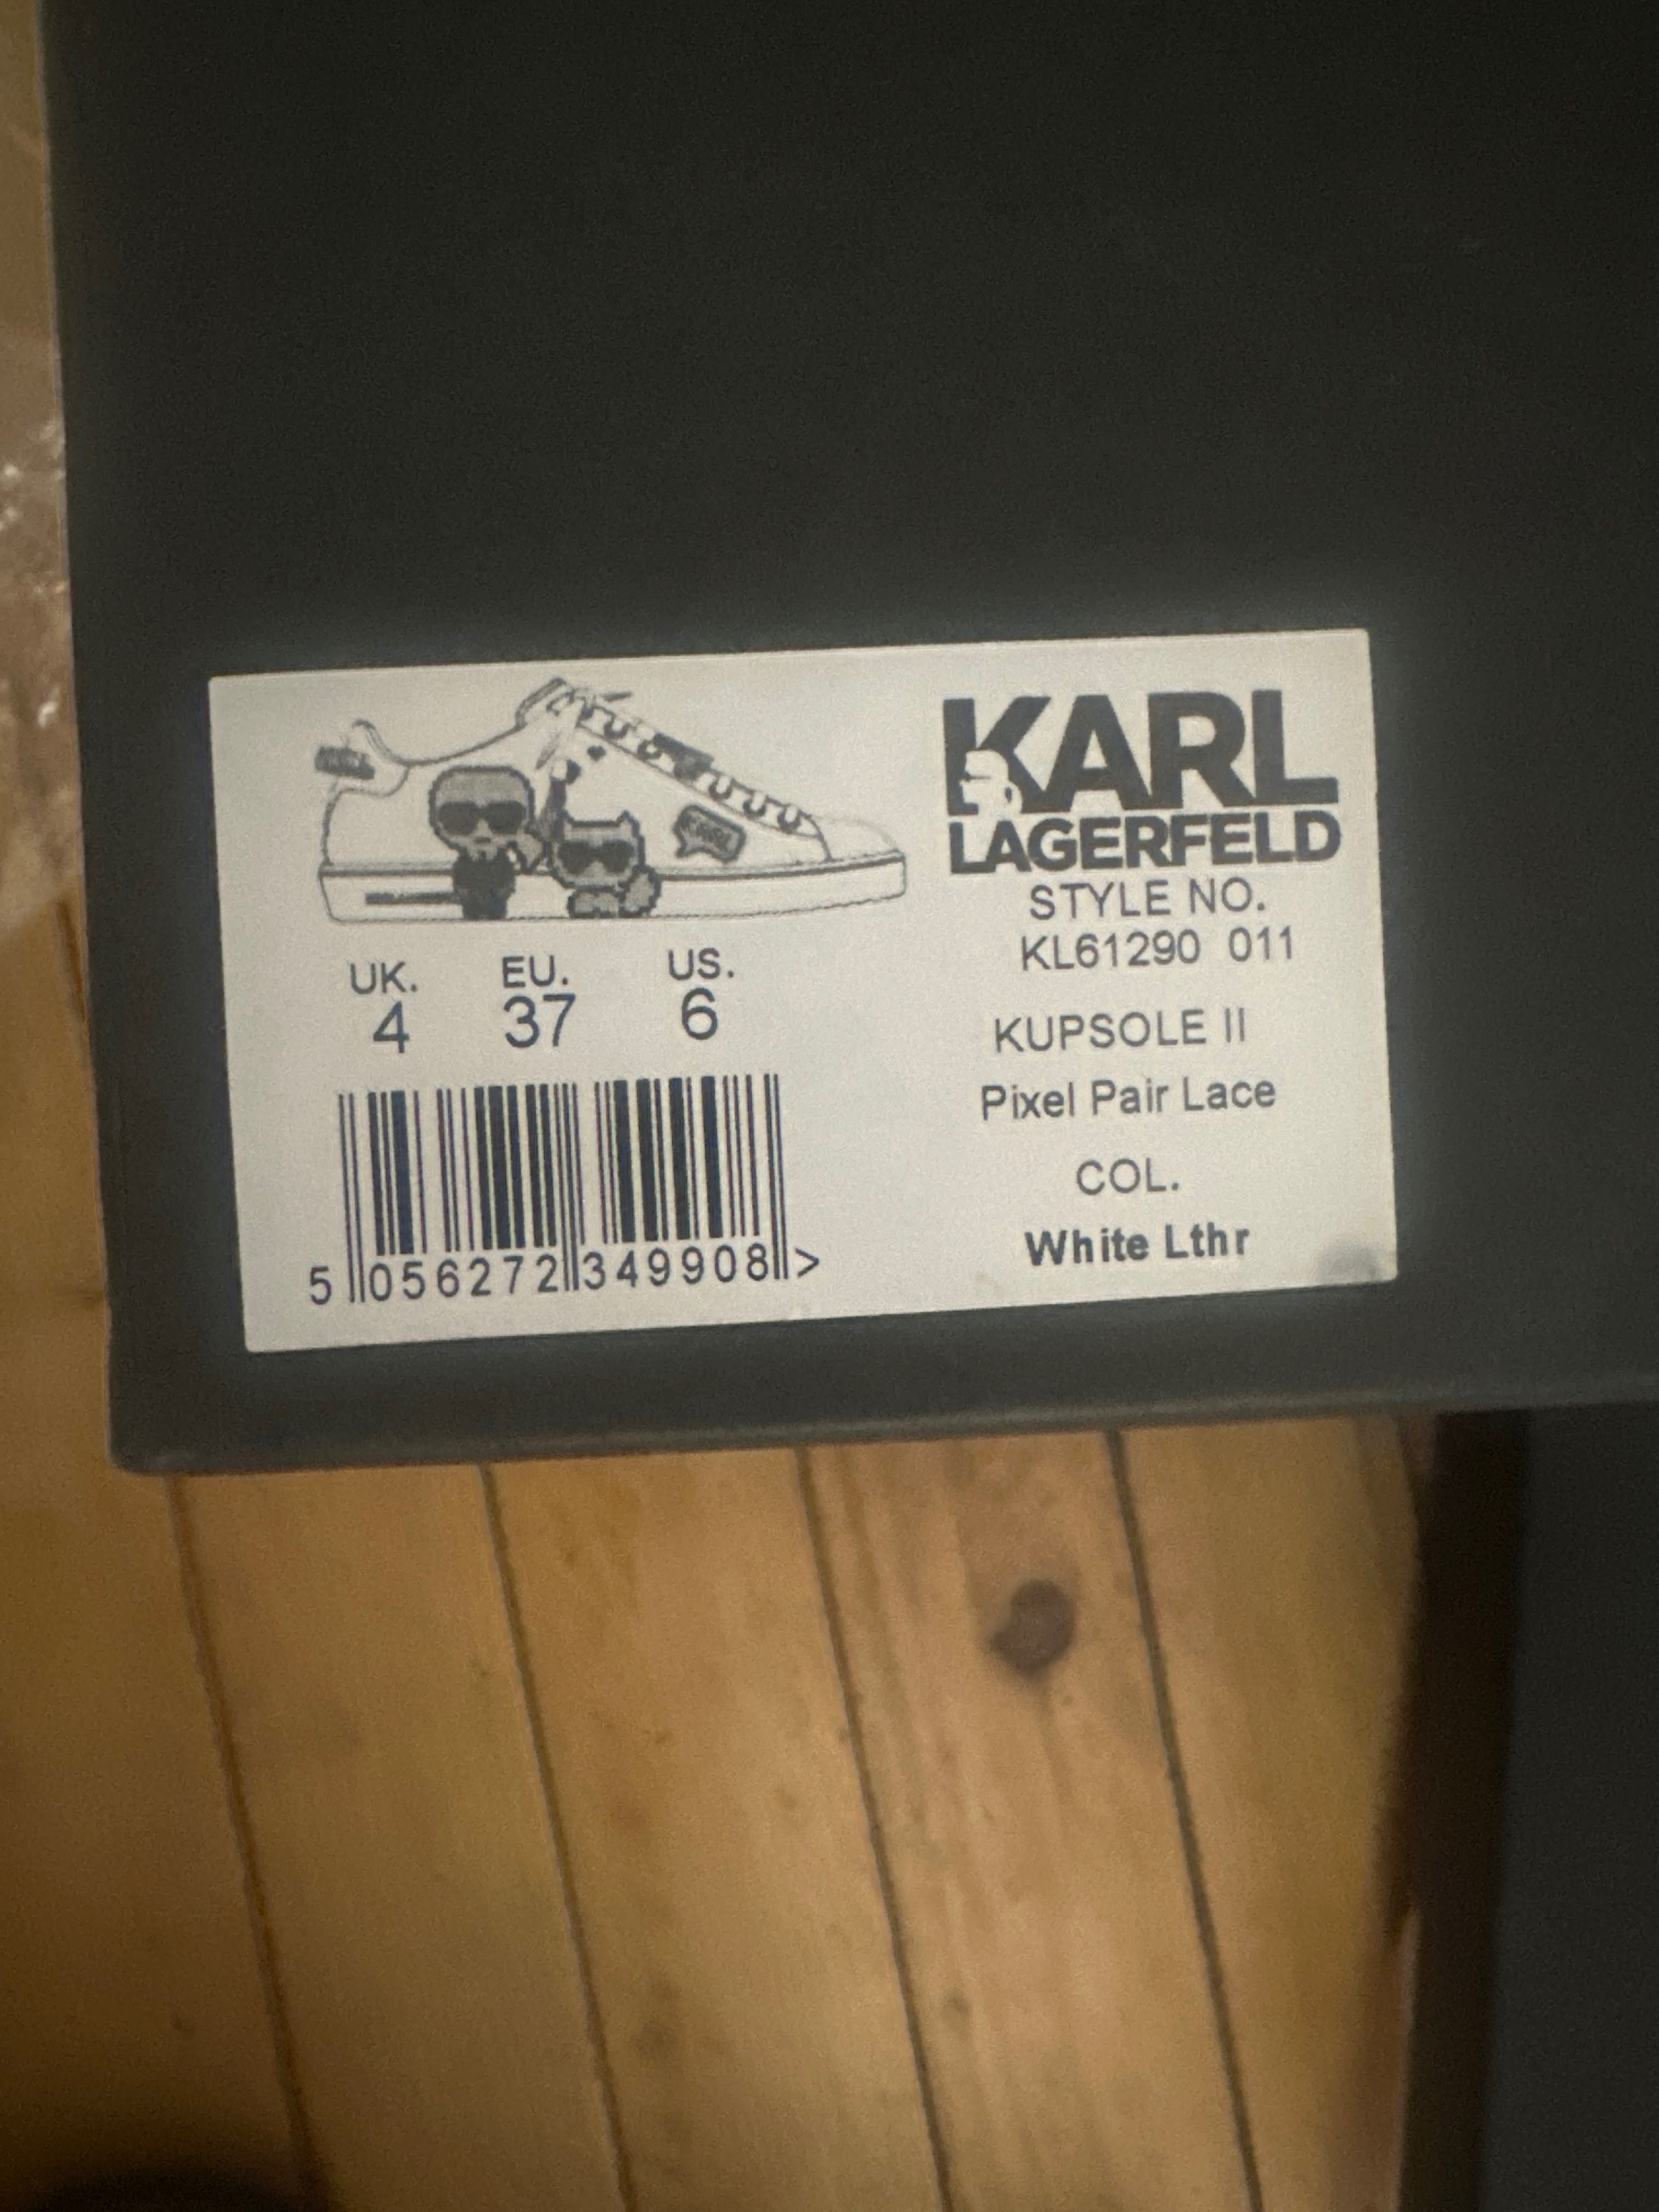 KARL
LAGERFELD
STYLE NO.
KL61290 011
KUPSOLE II
Pixel Pair Lace
COL.
White Lthr
UK. EU. US.
4 37 6
5 056272 349908 >
KARL